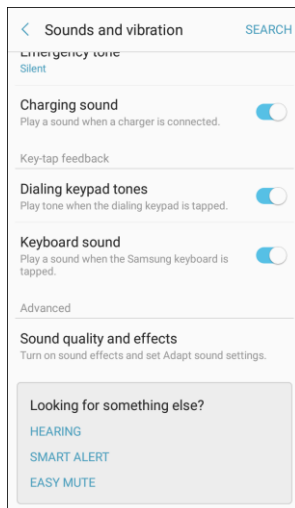 Sounds and vibration
SEARCH
Emergency tone
Silent
Charging sound
Play a sound when a charger is connected.
Key-tap feedback
Dialing keypad tones
Play tone when the dialing keypad is tapped.
Keyboard sound
Play a sound when the Samsung keyboard is
tapped.
Advanced
Sound quality and effects
Turn on sound effects and set Adapt sound settings.
Looking for something else?
HEARING
SMART ALERT
EASY MUTE